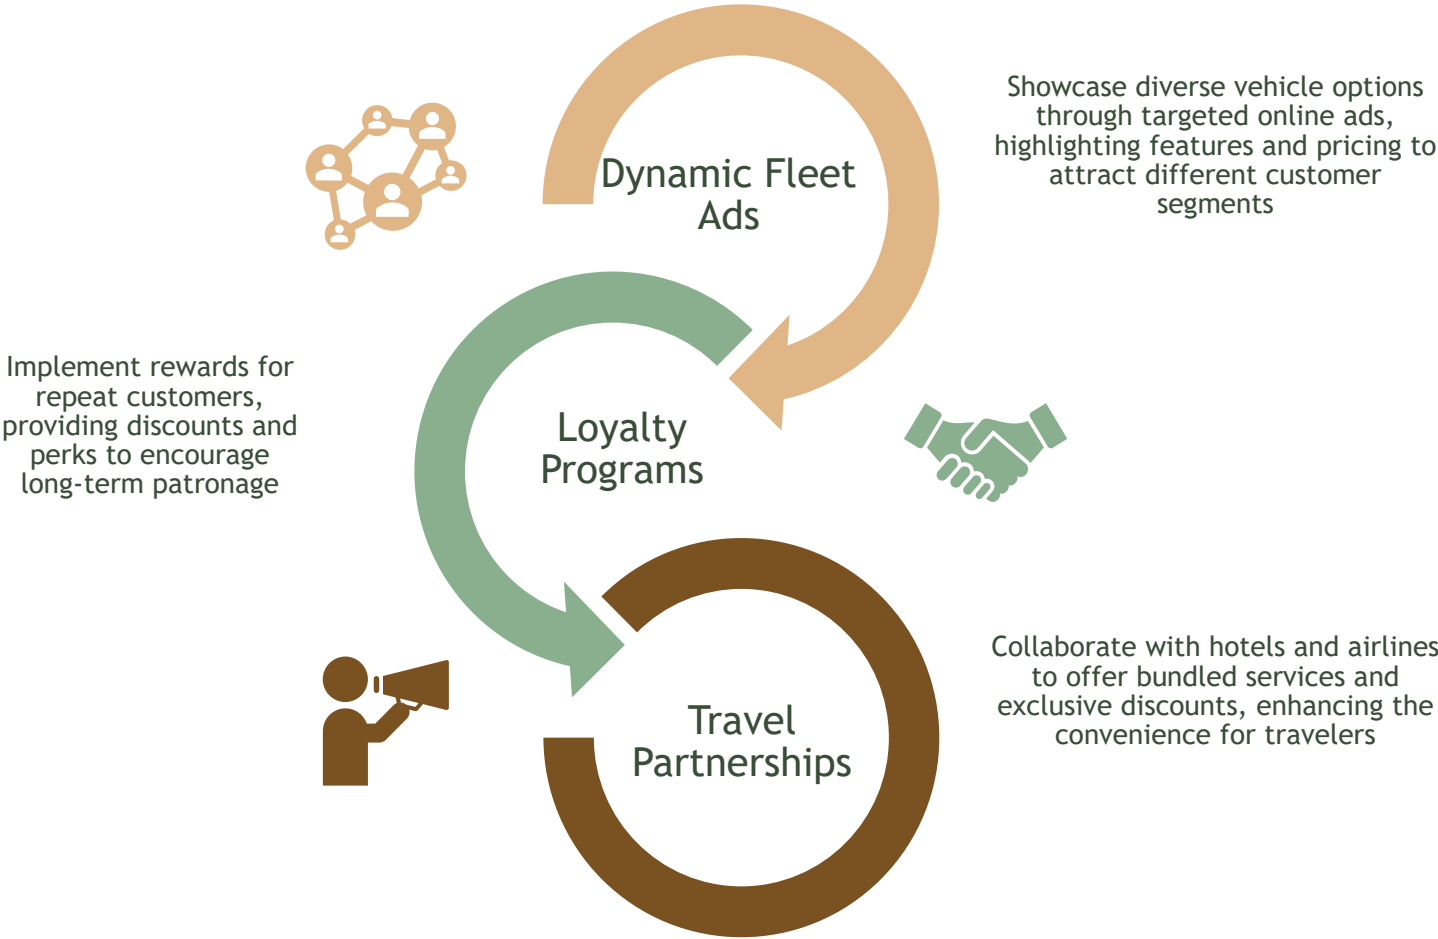 Dynamic Fleet
Ads
Showcase diverse vehicle options
through targeted online ads,
highlighting features and pricing to
attract different customer
segments
Implement rewards for
repeat customers,
providing discounts and
perks to encourage
long-term patronage
Loyalty
Programs
Travel
Partnerships
Collaborate with hotels and airlines
to offer bundled services and
exclusive discounts, enhancing the
convenience for travelers